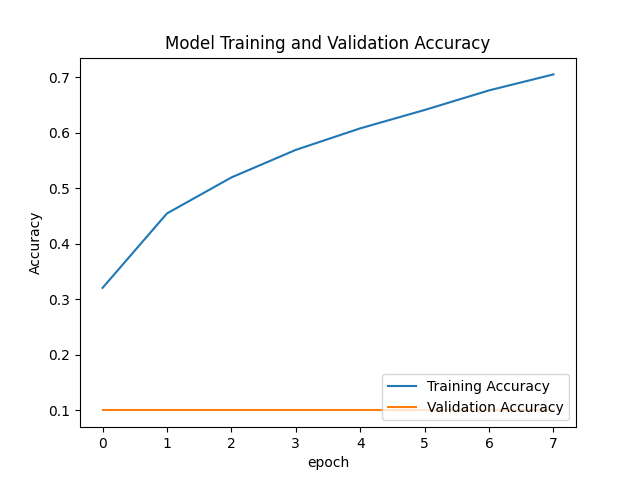 Model Training and Validation Accuracy
Accuracy
0.7
0.6
0.5
0.4
0.3
0.2
0.1
Training Accuracy
Validation Accuracy
0 1 2 3 4 5 6 7
epoch